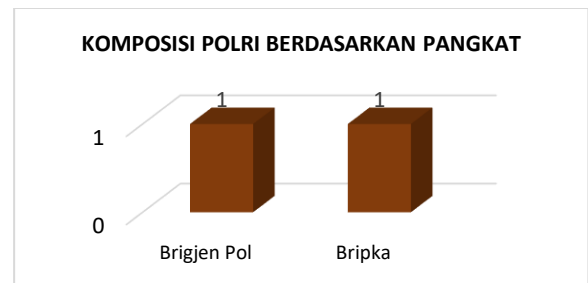 KOMPOSISI POLRI BERDASARKAN PANGKAT
1 1
1
0
Brigjen Pol Bripka